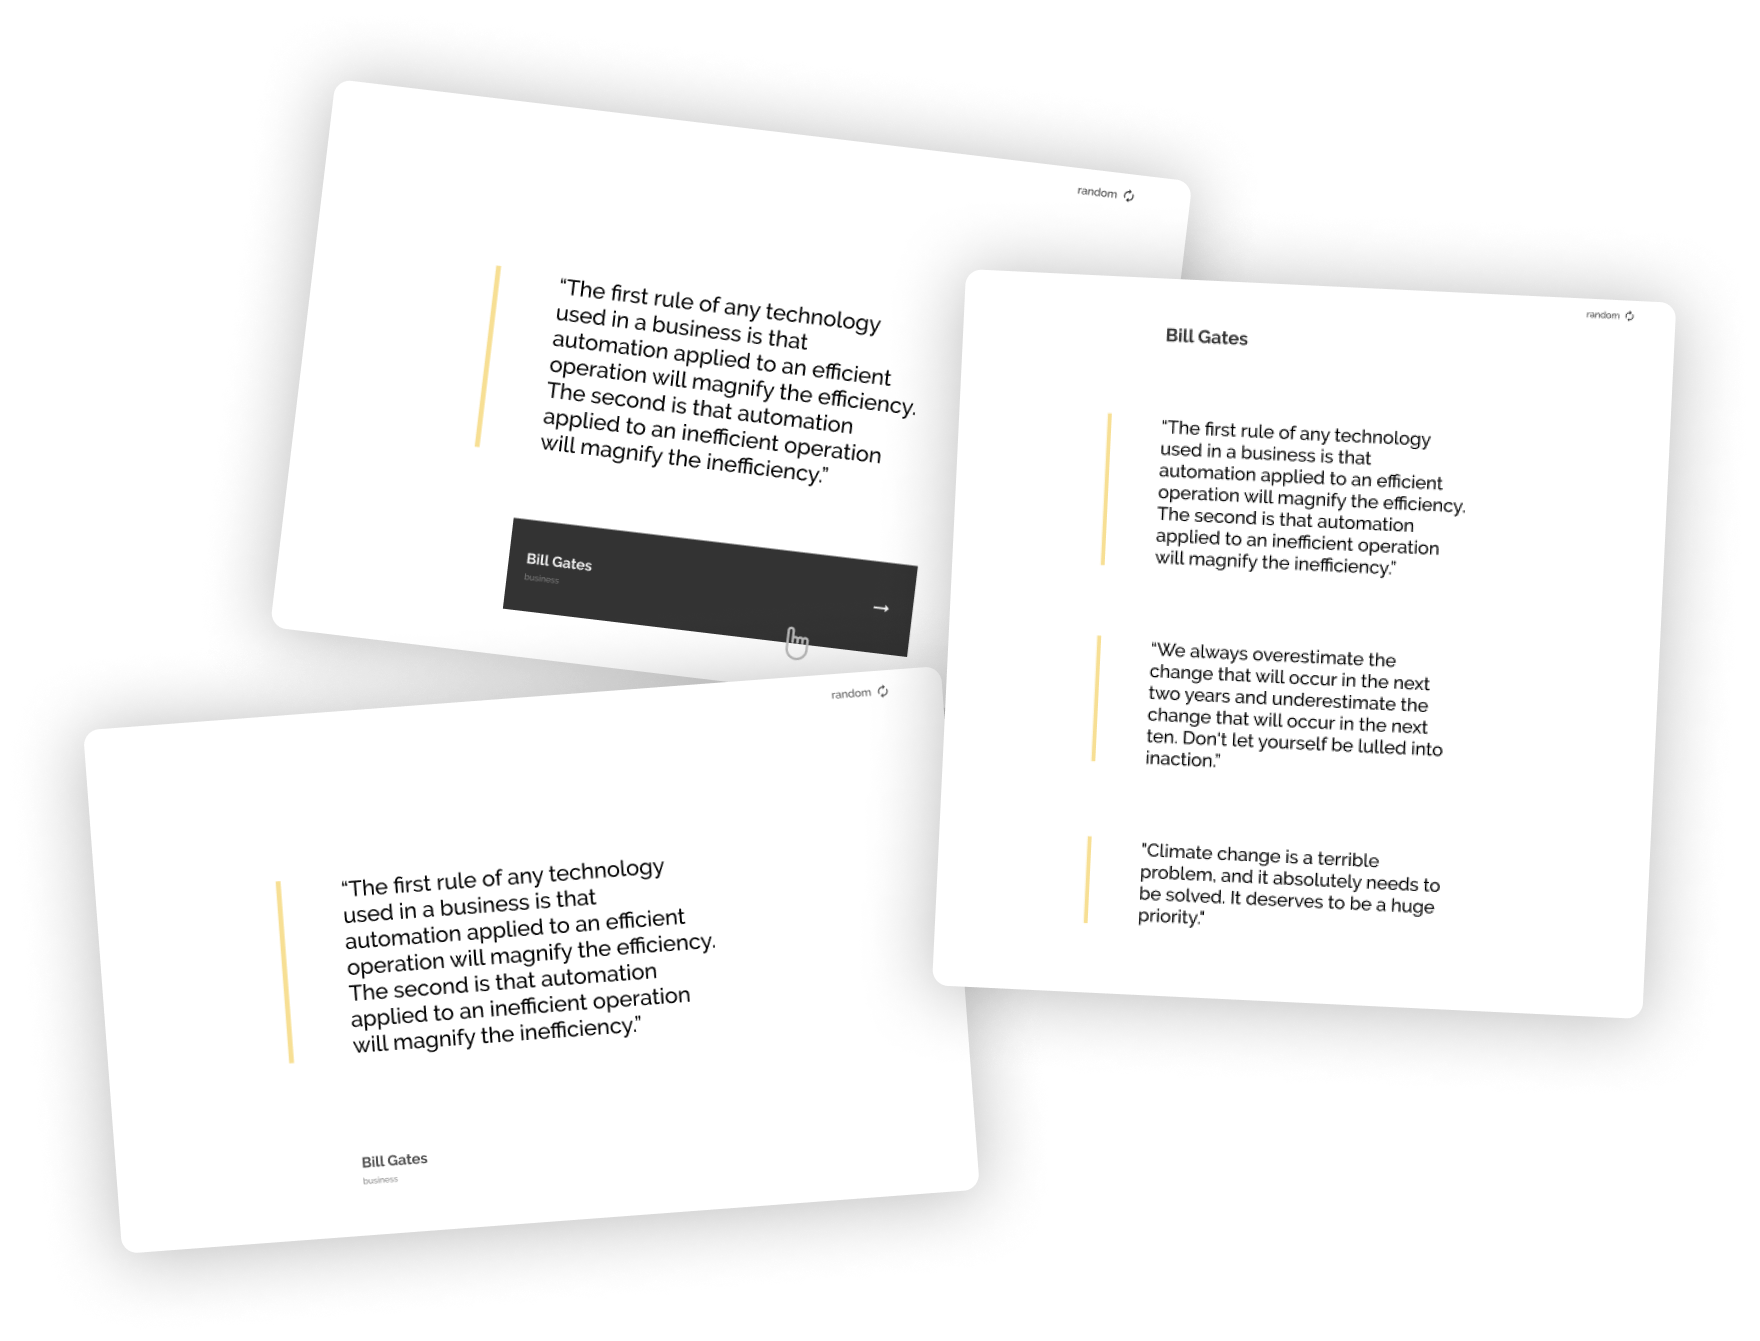 random
“The first rule of any technology
used in a business is that
automation applied to an efficient
operation will magnify the efficiency.
The second is that automation
applied to an inefficient operation
will magnify the inefficiency.”
Bill Gates
business
random
Bill Gates
“The first rule of any technology
used in a business is that
automation applied to an efficient
operation will magnify the efficiency.
The second is that automation
applied to an inefficient operation
will magnify the inefficiency.”
“We always overestimate the
change that will occur in the next
two years and underestimate the
change that will occur in the next
ten. Don't let yourself be lulled into
inaction.”
"Climate change is a terrible
problem, and it absolutely needs to
be solved. It deserves to be a huge
priority."
random
“The first rule of any technology
used in a business is that
automation applied to an efficient
operation will magnify the efficiency.
The second is that automation
applied to an inefficient operation
will magnify the inefficiency.”
Bill Gates
business